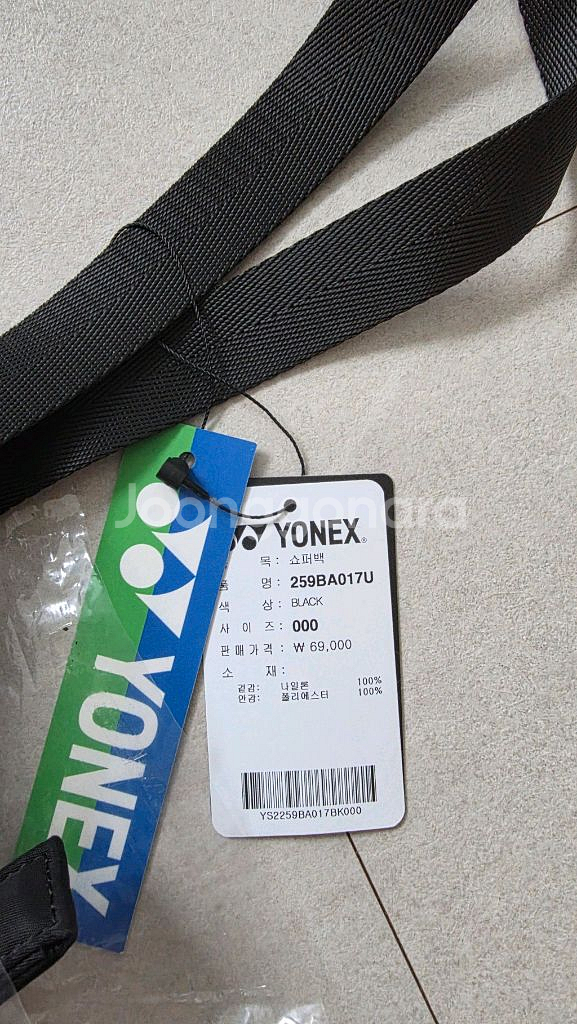 Joonggonara
YONEX®
목: 쇼퍼백
품 명: 259BA017U
색 상: BLACK
사 이 즈: 000
판매가격: ₩ 69,000
소 재:
겉감: 나일론 100%
안감: 폴리에스터 100%
YS2259BA017BK000
YONEX